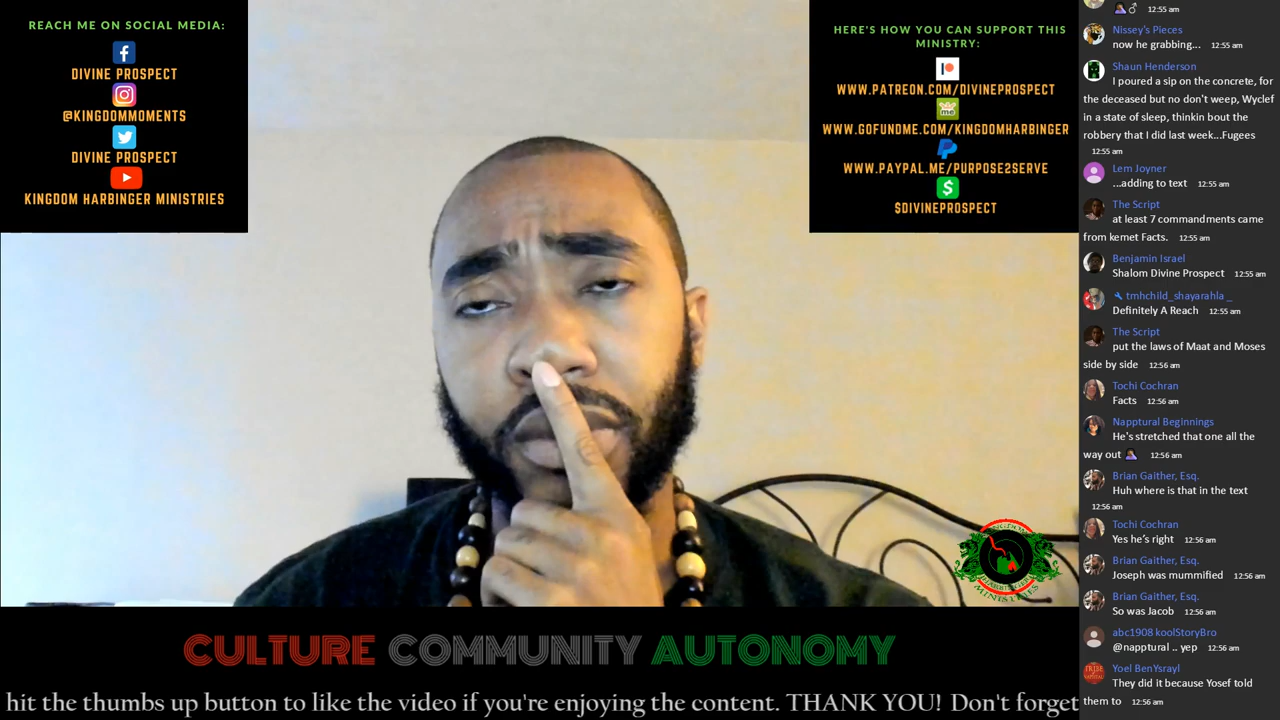 REACH ME ON SOCIAL MEDIA:
DIVINE PROSPECT
@KINGDOMMOMENTS
DIVINE PROSPECT
KINGDOM HARBINGER MINISTRIES
HERE'S HOW YOU CAN SUPPORT THIS
MINISTRY:
WWW.PATREON.COM/DIVINEPROSPECT
me
WWW.GOFUNDME.COM/KINGDOMHARBINGER
WWW.PAYPAL.ME/PURPOSE2SERVE
$
$DIVINEPROSPECT
12:55 am
Nissey's Pieces
now he grabbing... 12:55 am
Shaun Henderson
I poured a sip on the concrete, for
the deceased but no don't weep, Wyclef
in a state of sleep, thinkin bout the
robbery that I did last week...Fugees
12:55 am
Lem Joyner
...adding to text 12:55 am
The Script
at least 7 commandments came
from kemet Facts. 12:55 am
Benjamin Israel
Shalom Divine Prospect 12:55 am
tmhchild_shayarahla _
Definitely A Reach 12:55 am
The Script
put the laws of Maat and Moses
side by side 12:56 am
Tochi Cochran
Facts 12:56 am
Napptural Beginnings
He's stretched that one all the
way out 12:56 am
Brian Gaither, Esq.
Huh where is that in the text
12:56 am
Tochi Cochran
Yes he's right 12:56 am
Brian Gaither, Esq.
Joseph was mummified 12:56 am
Brian Gaither, Esq.
So was Jacob 12:56 am
abc1908 koolStoryBro
@napptural .. yep 12:56 am
Yoel BenYsrayl
They did it because Yosef told
them to 12:56 am
KINGDOM
HARBINGER
MINISTRIES
CULTURE COMMUNITY AUTONOMY
hit the thumbs up button to like the video if you're enjoying the content. THANK YOU! Don't forget